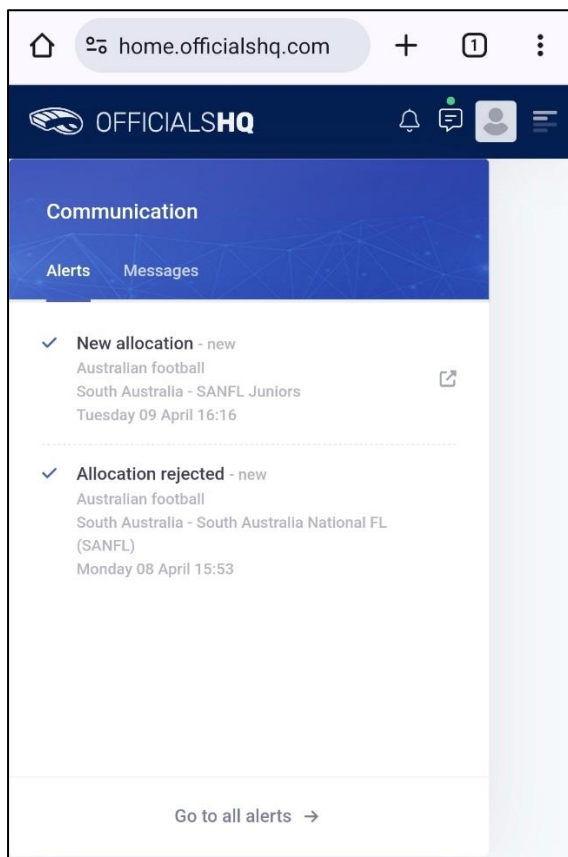 home.officialshq.com
1
OFFICIALSHQ
Communication
Alerts Messages
New allocation - new
Australian football
South Australia - SANFL Juniors
Tuesday 09 April 16:16
Allocation rejected - new
Australian football
South Australia - South Australia National FL
(SANFL)
Monday 08 April 15:53
Go to all alerts →